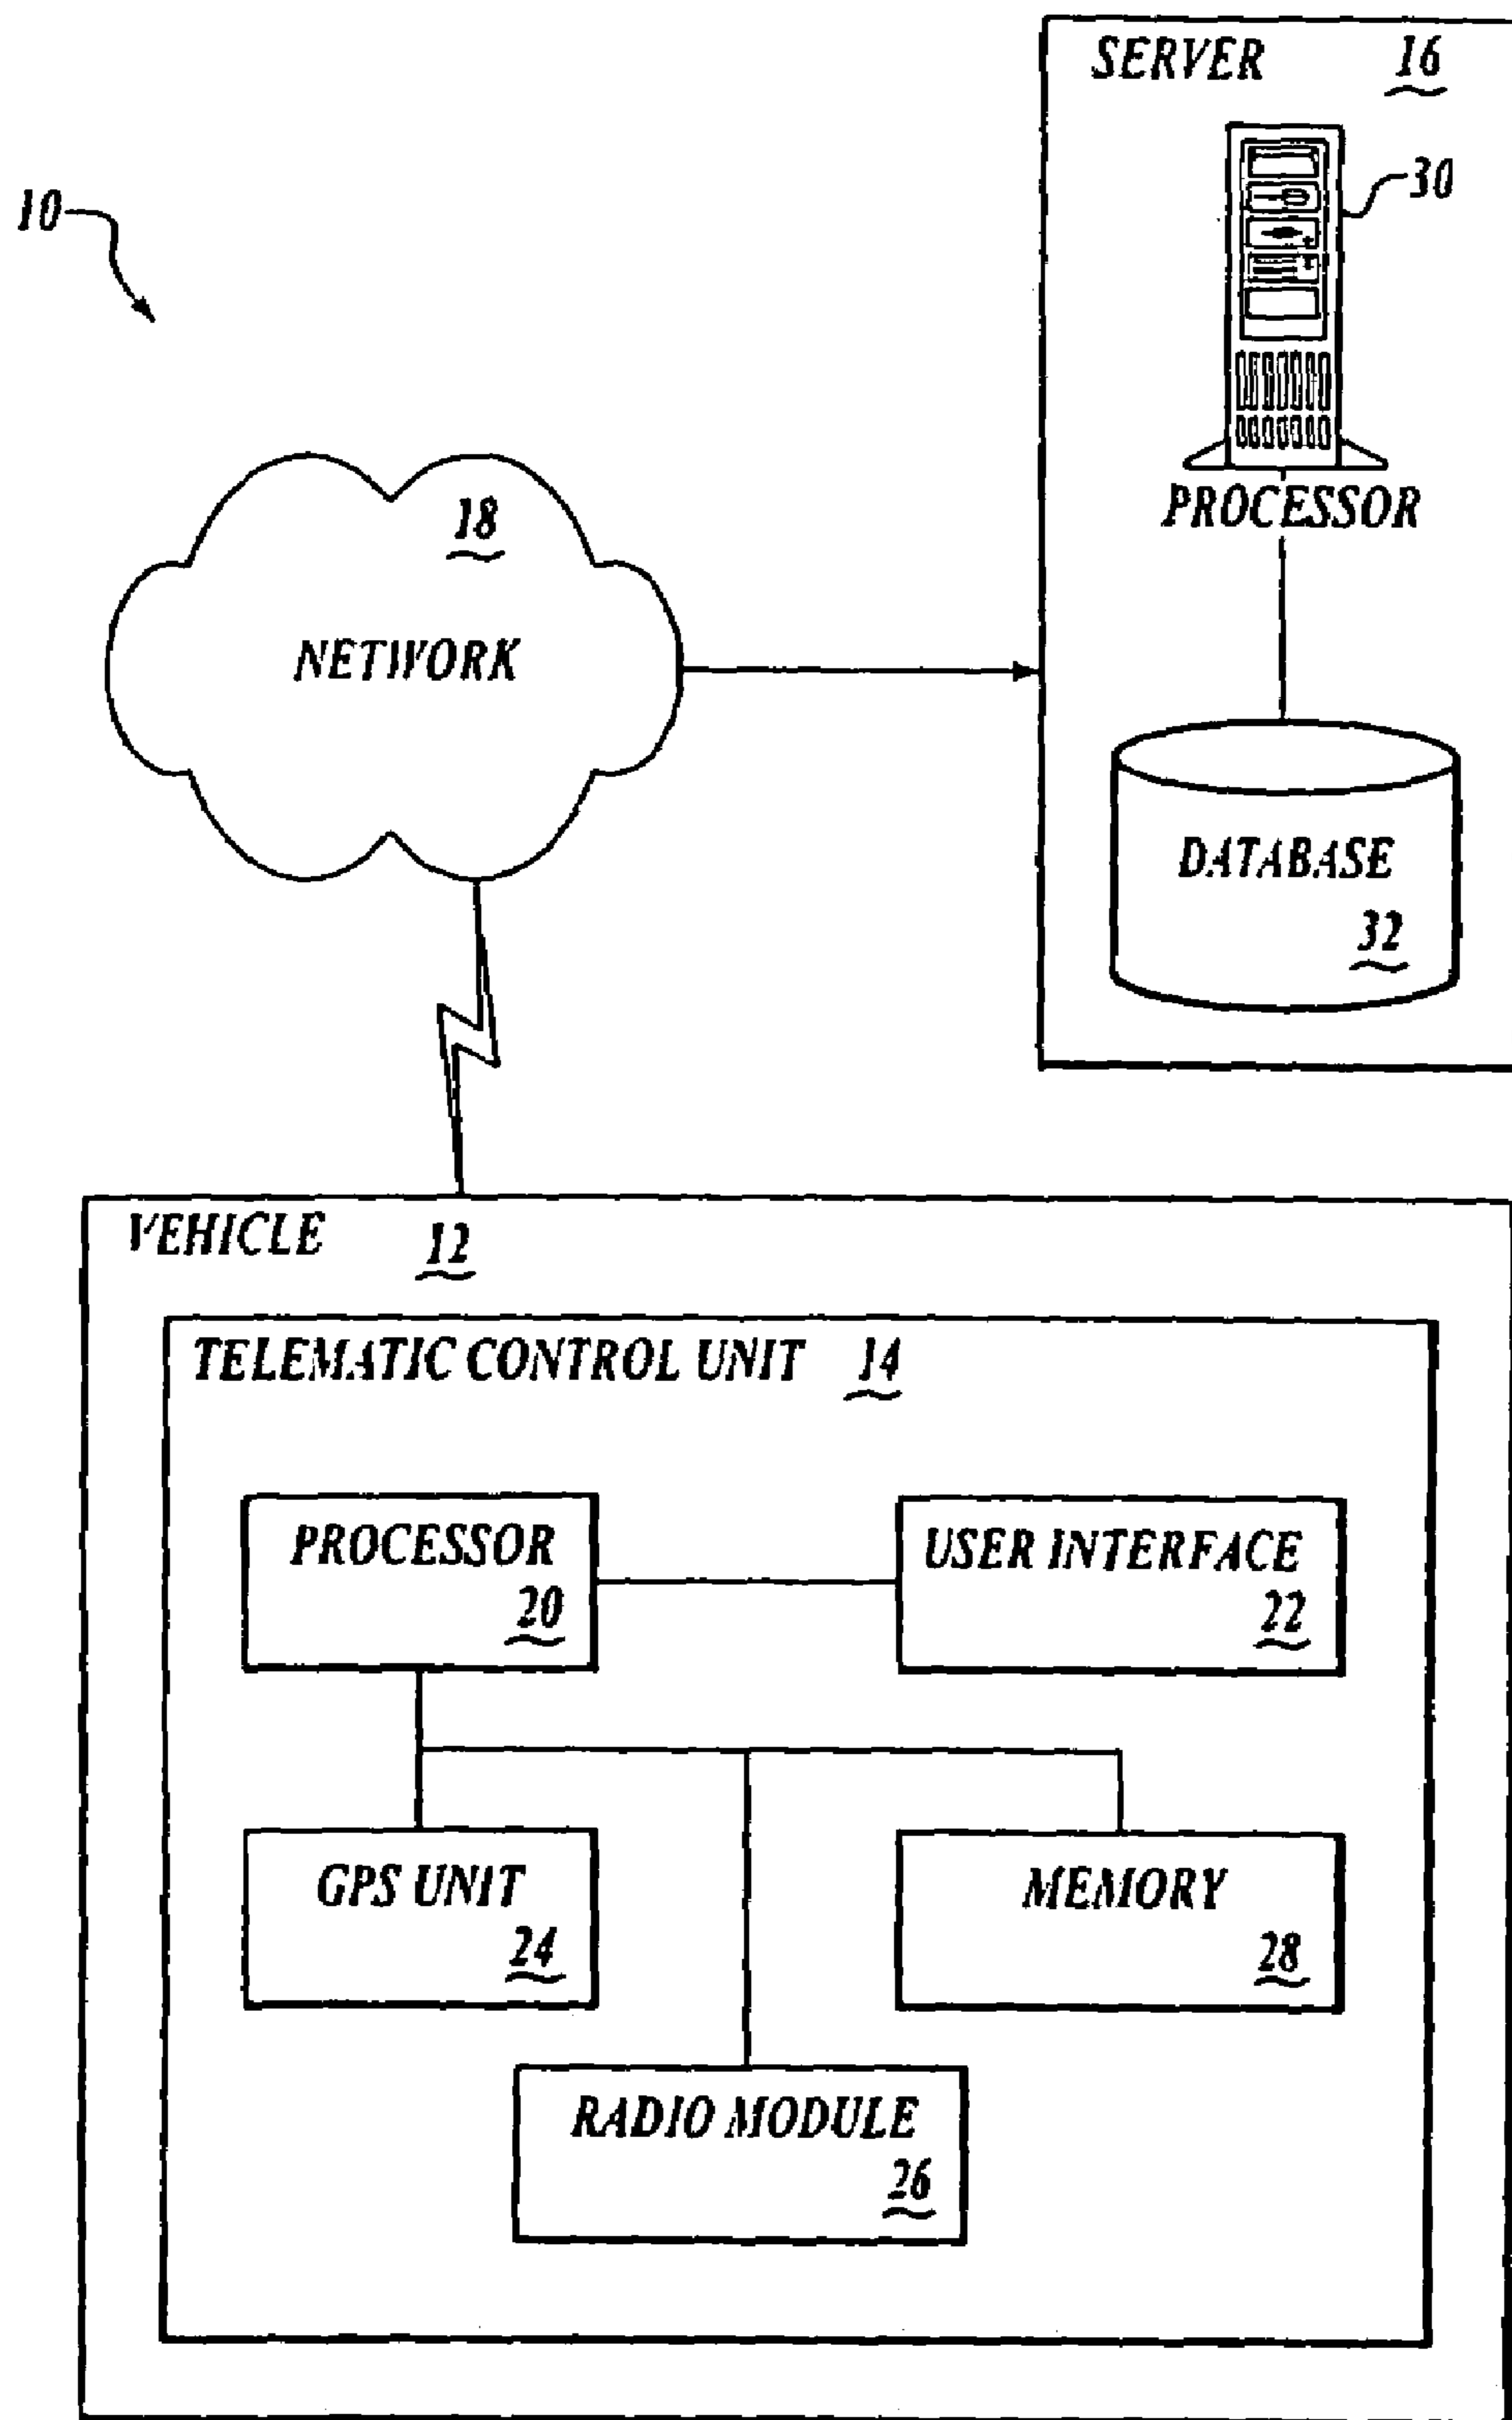 SERVER 16
30
10
18
NETWORK
PROCESSOR
DATABASE
32
VEHICLE 12
TELEMATIC CONTROL UNIT 14
PROCESSOR
20
USER INTERFACE
22
GPS UNIT
24
MEMORY
28
RADIO MODULE
26